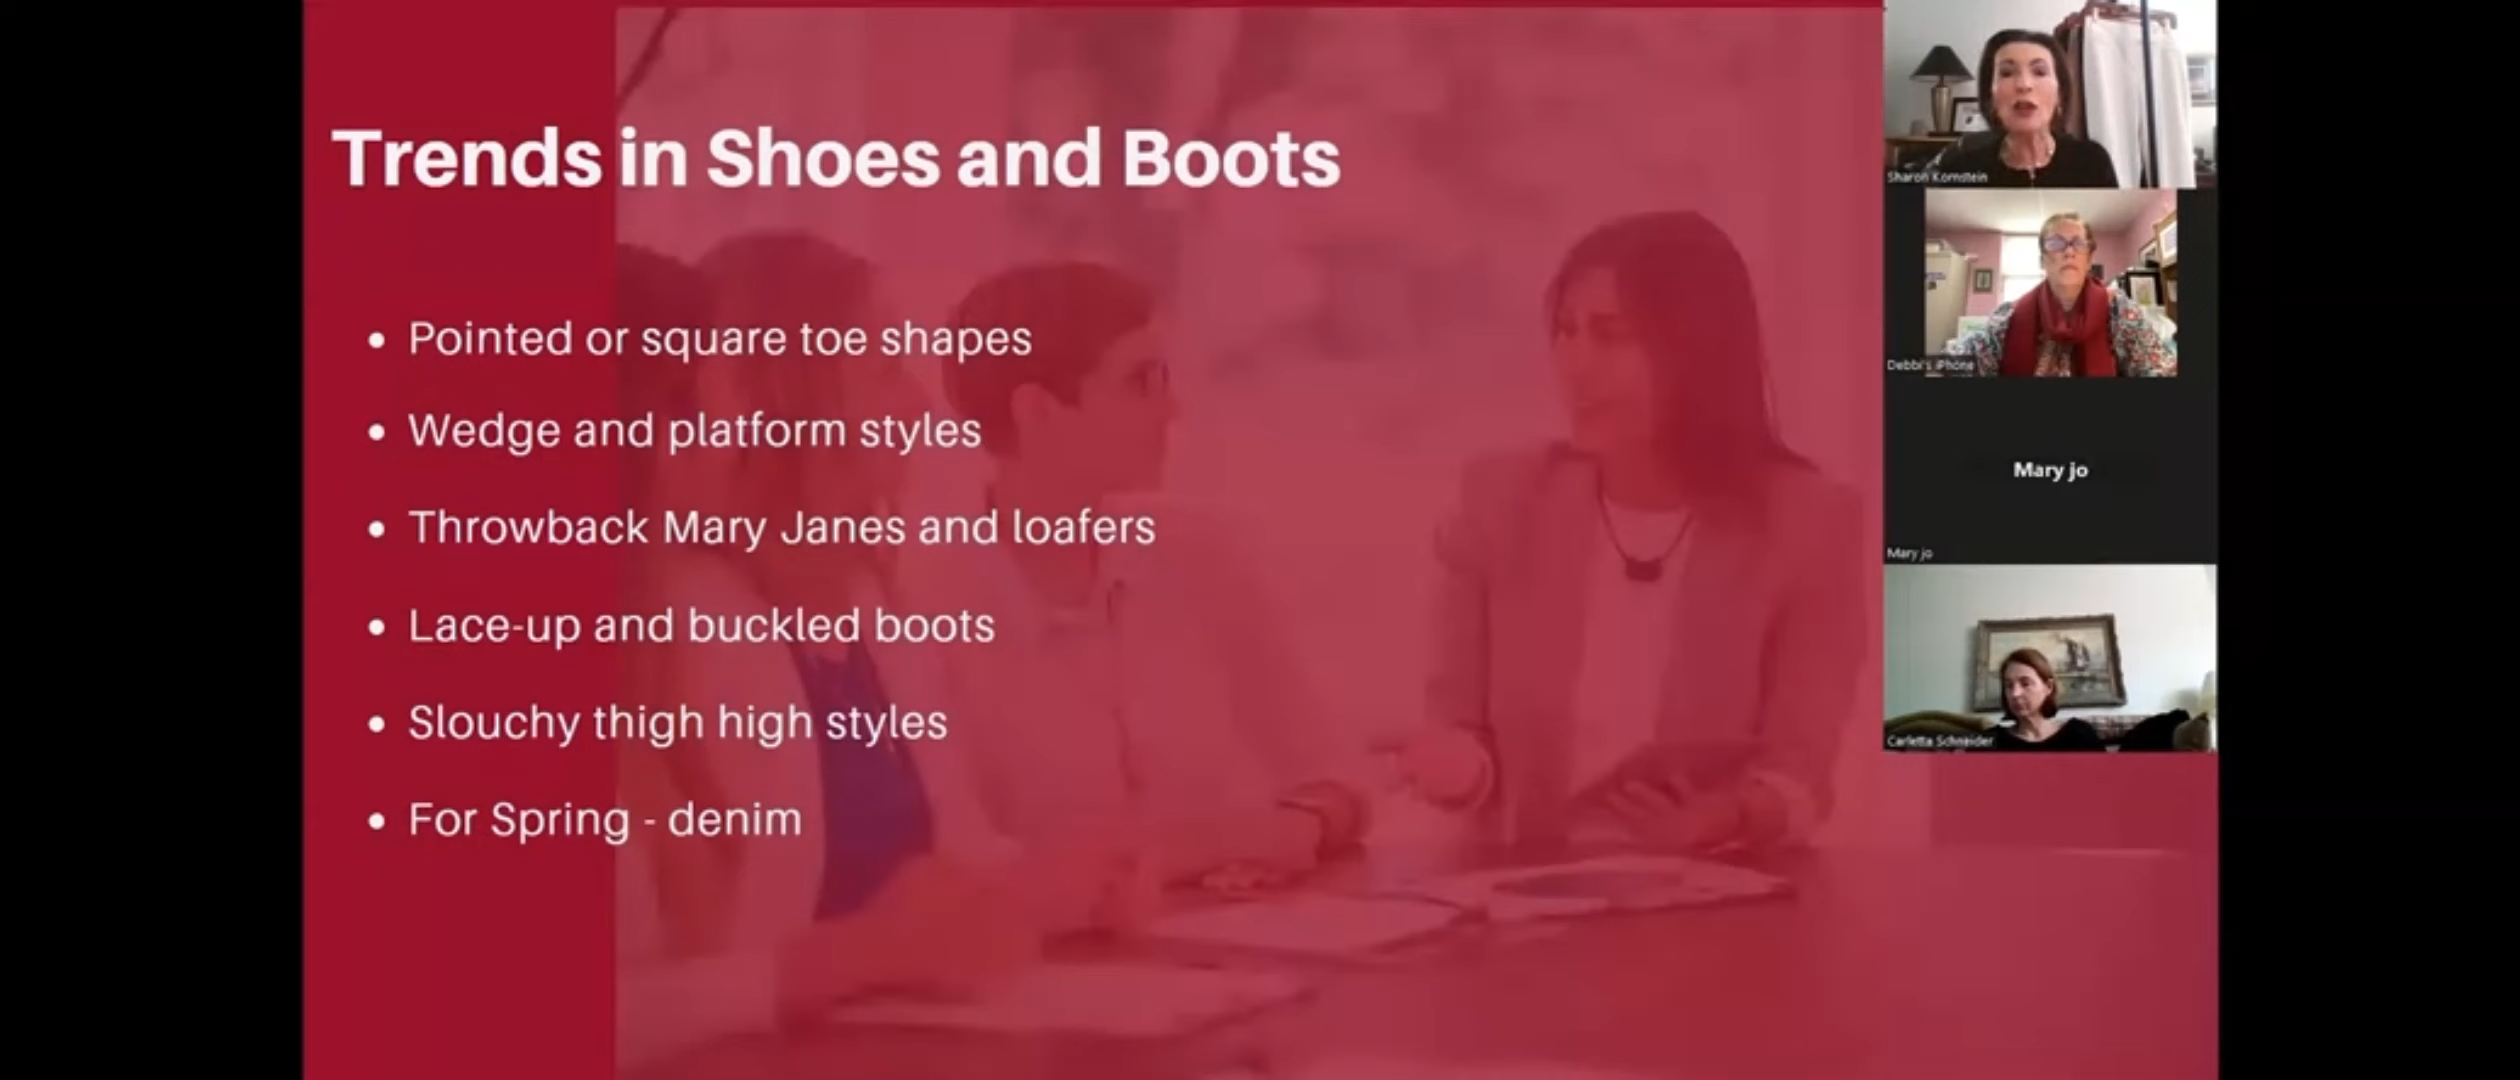 Trends in Shoes and Boots
• Pointed or square toe shapes
• Wedge and platform styles
• Throwback Mary Janes and loafers
• Lace-up and buckled boots
• Slouchy thigh high styles
• For Spring - denim
Sharon Kornstein
Debbi's iPhone
Mary jo
Mary jo
Carletta Schneider